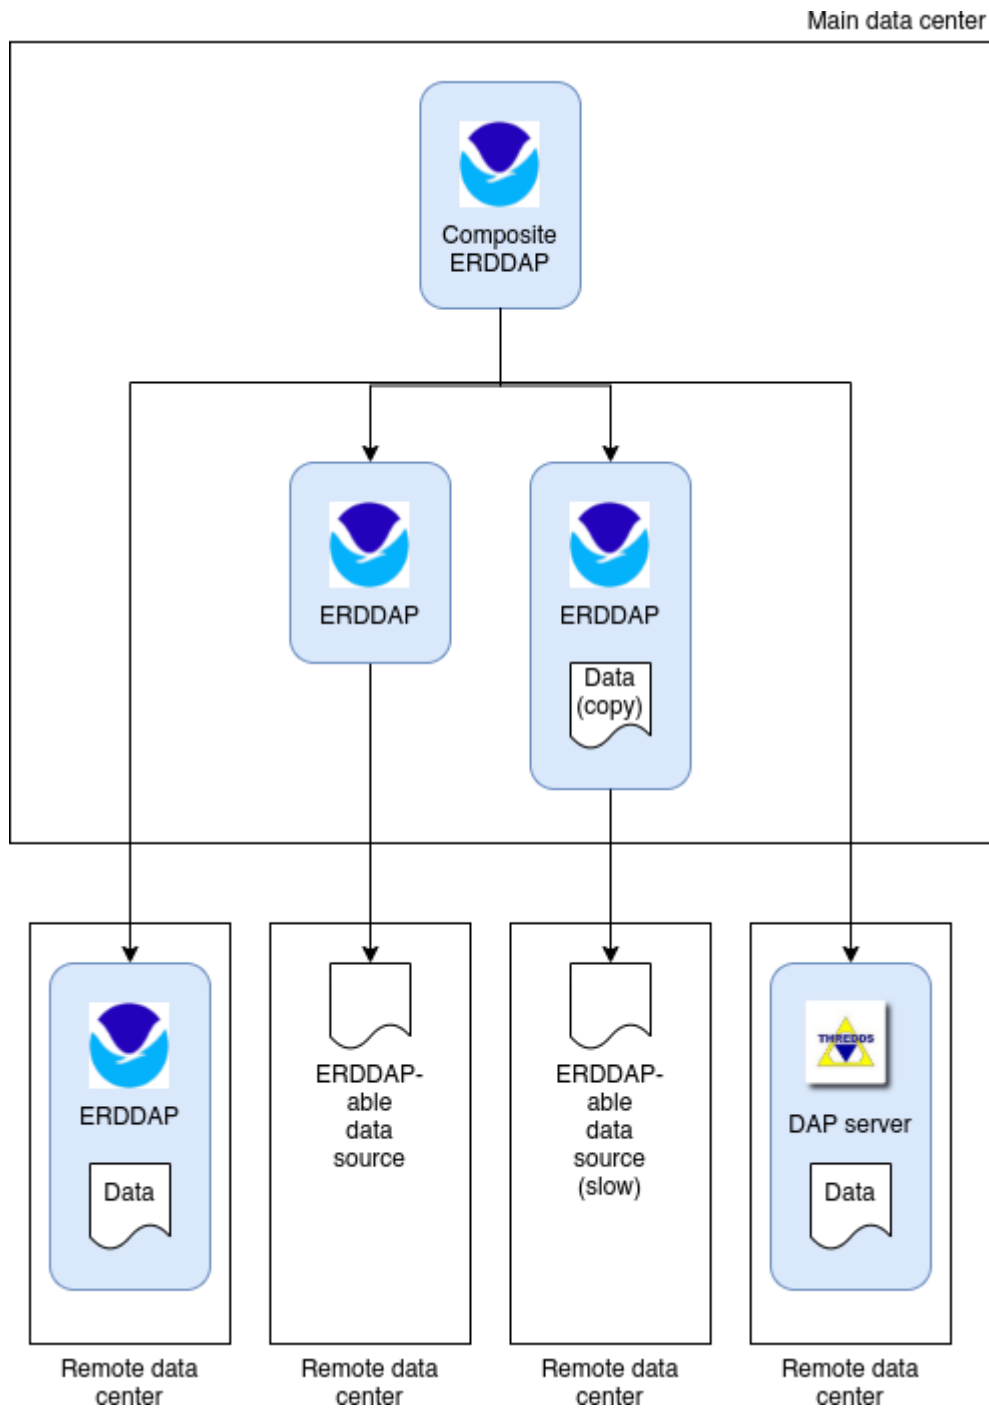 Main data center
Composite
ERDDAP
ERDDAP
ERDDAP
Data
(copy)
ERDDAP
Data
ERDDAP-
able
data
source
ERDDAP-
able
data
source
(slow)
THREDDS
DAP server
Data
Remote data
center
Remote data
center
Remote data
center
Remote data
center